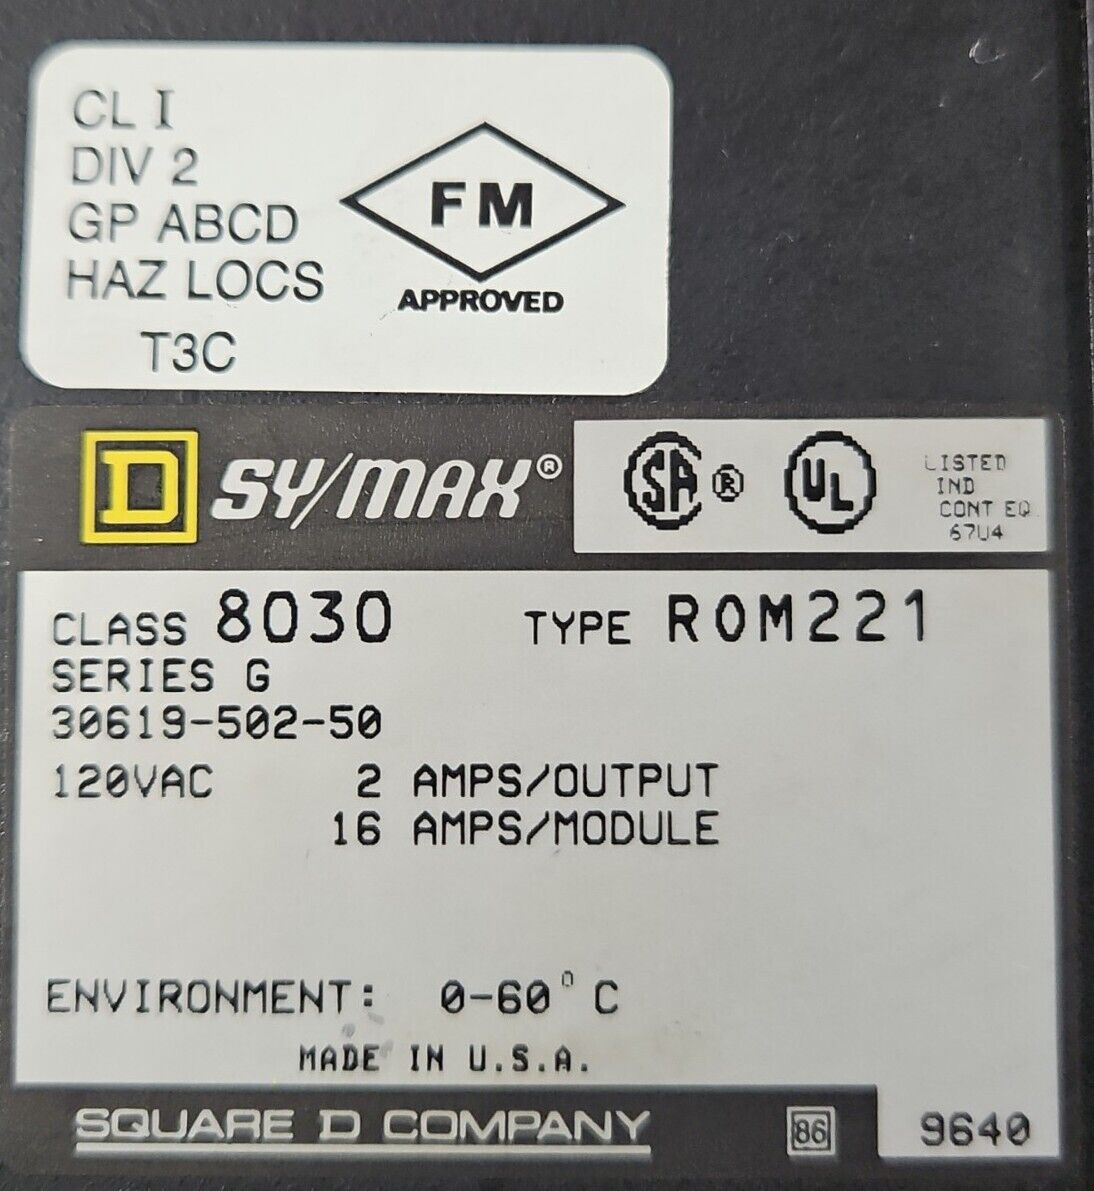 CL I
DIV 2
GP ABCD
HAZ LOCS
T3C
FM
APPROVED
D SY/MAX®
SA ®
UL
LISTED
IND
CONT EQ.
67U4
CLASS 8030 TYPE ROM221
SERIES G
30619-502-50
120VAC 2 AMPS/OUTPUT
16 AMPS/MODULE
ENVIRONMENT: 0-60° C
MADE IN U.S.A.
SQUARE D COMPANY
86
9640